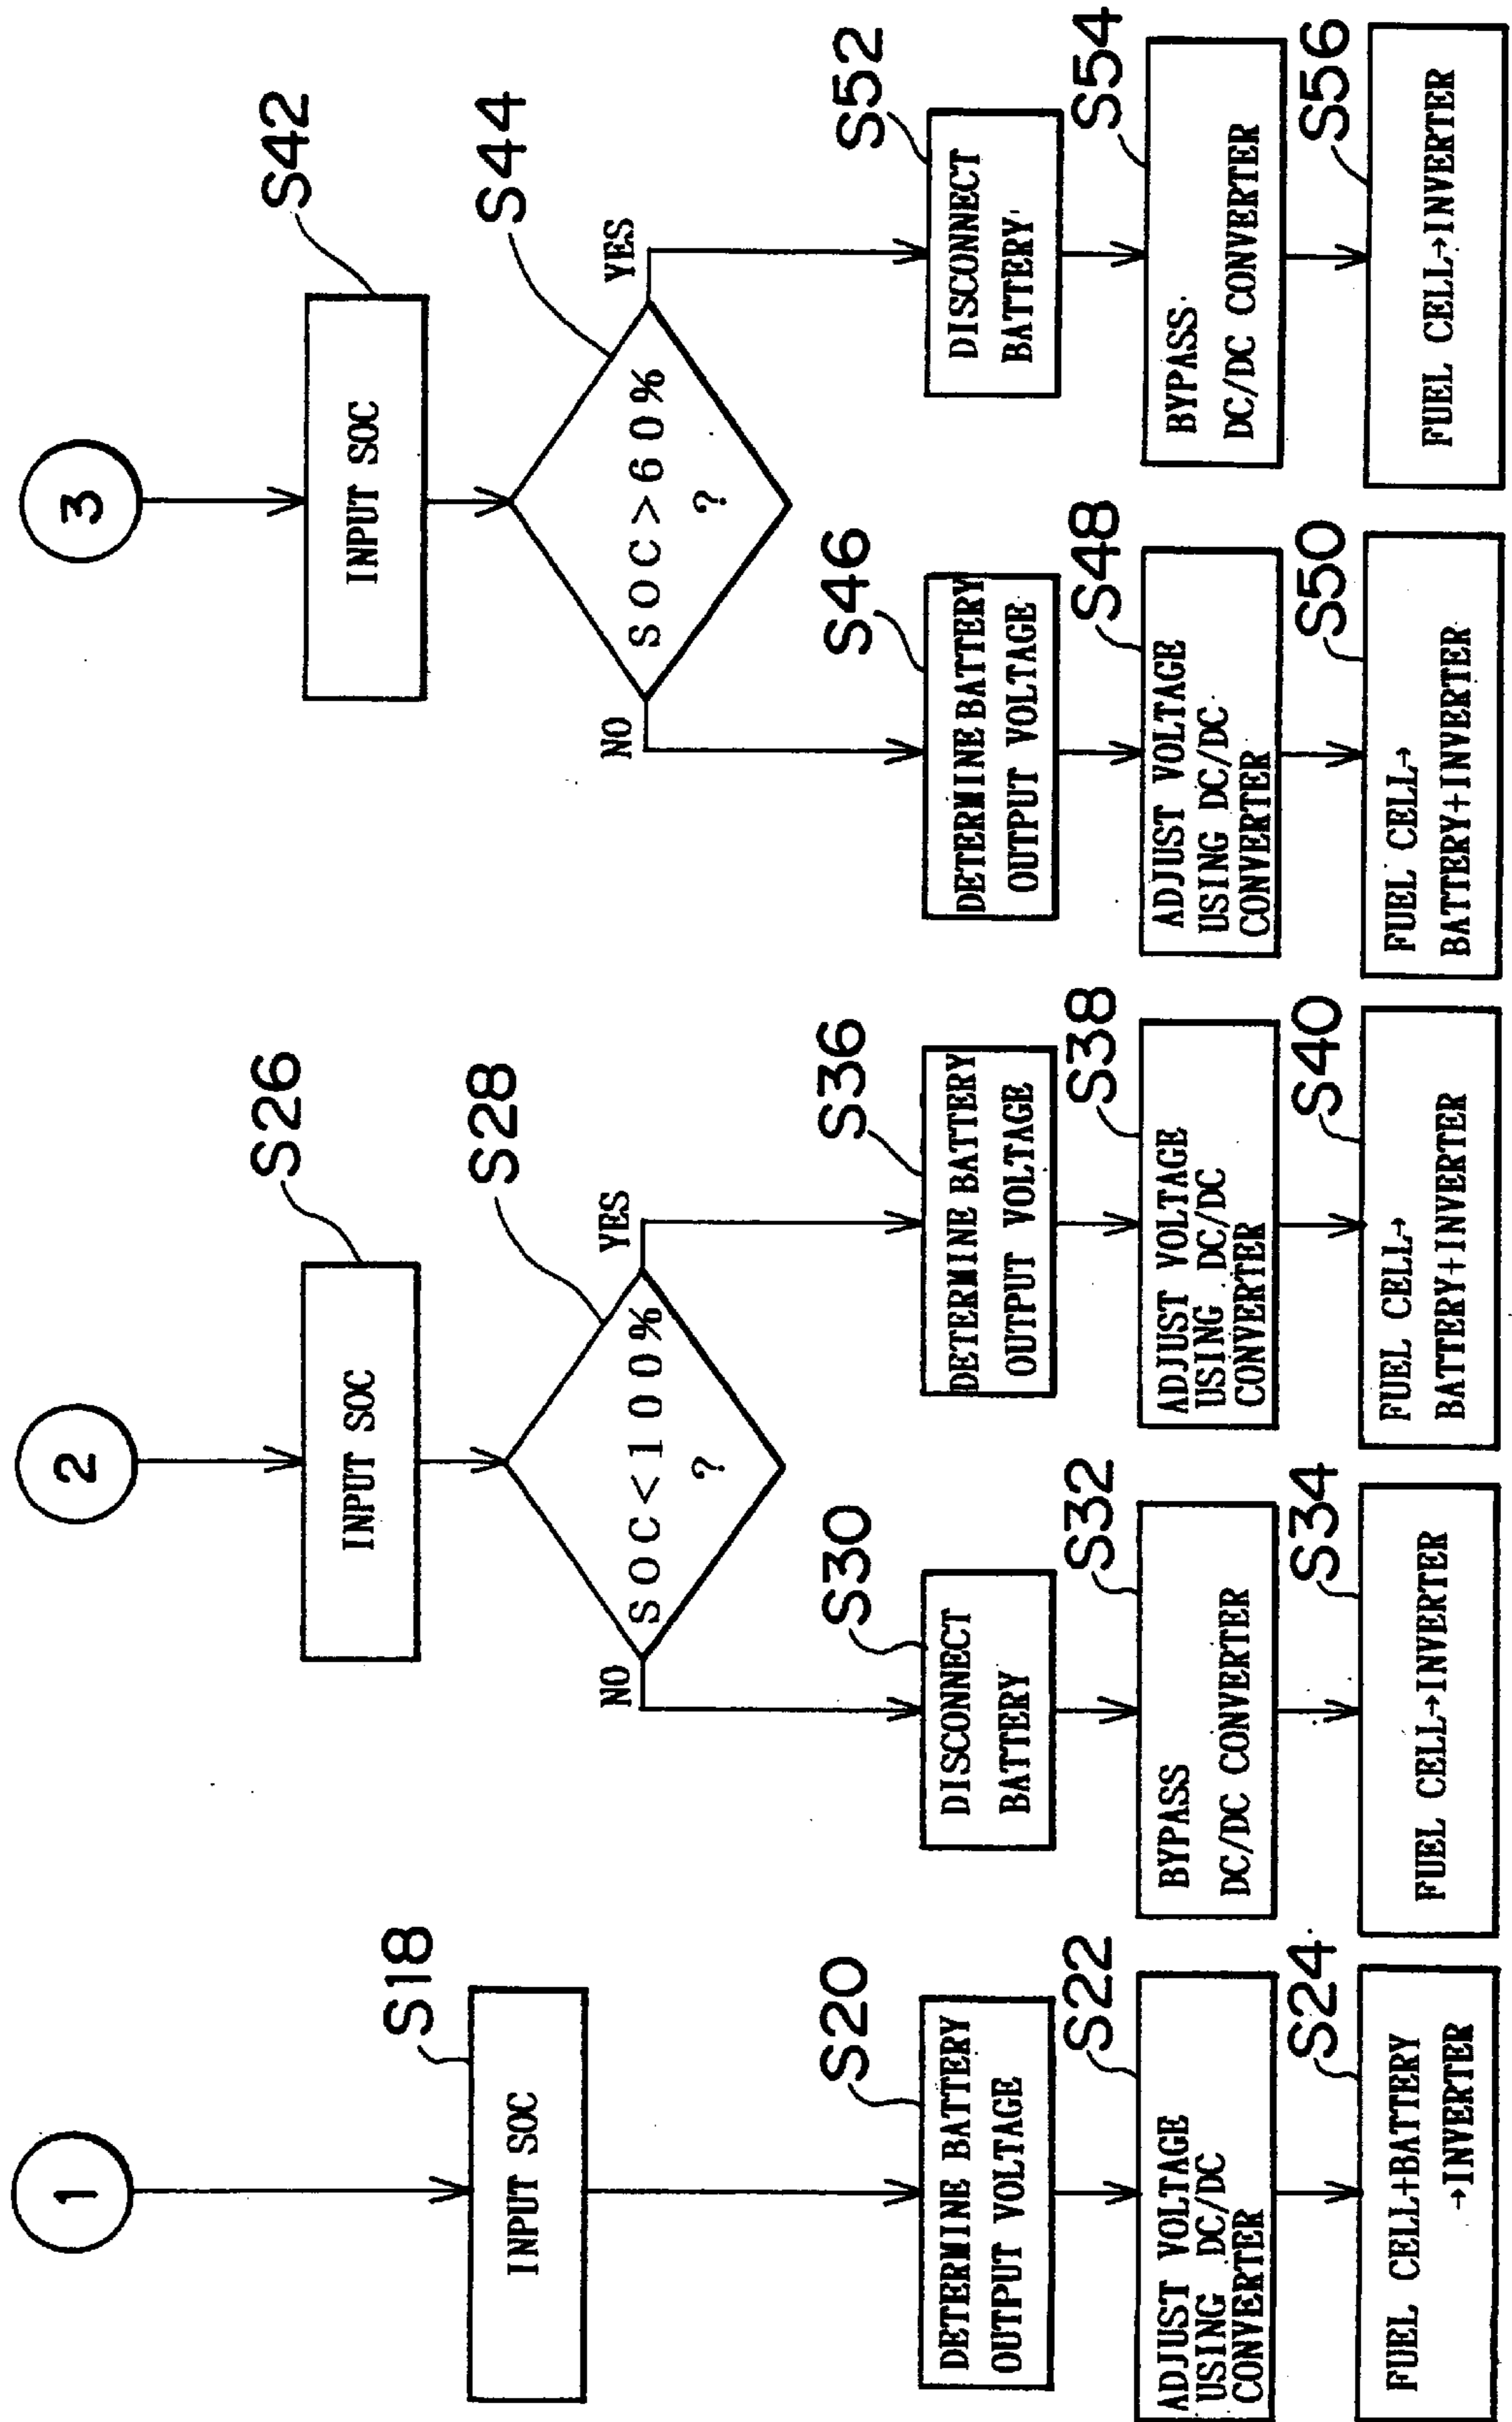 1
S18
INPUT SOC
S20
DETERMINE BATTERY
OUTPUT VOLTAGE
S22
ADJUST VOLTAGE
USING DC/DC
CONVERTER
S24
FUEL CELL+BATTERY
→INVERTER
2
S26
INPUT SOC
S28
SOC<100%
?
NO
YES
S30
DISCONNECT
BATTERY
S32
BYPASS
DC/DC CONVERTER
S34
FUEL CELL→INVERTER
S36
DETERMINE BATTERY
OUTPUT VOLTAGE
S38
ADJUST VOLTAGE
USING DC/DC
CONVERTER
S40
FUEL CELL→
BATTERY+INVERTER
3
S42
INPUT SOC
S44
SOC>60%
?
NO
YES
S46
DETERMINE BATTERY
OUTPUT VOLTAGE
S48
ADJUST VOLTAGE
USING DC/DC
CONVERTER
S50
FUEL CELL→
BATTERY+INVERTER
S52
DISCONNECT
BATTERY
S54
BYPASS
DC/DC CONVERTER
S56
FUEL CELL→INVERTER